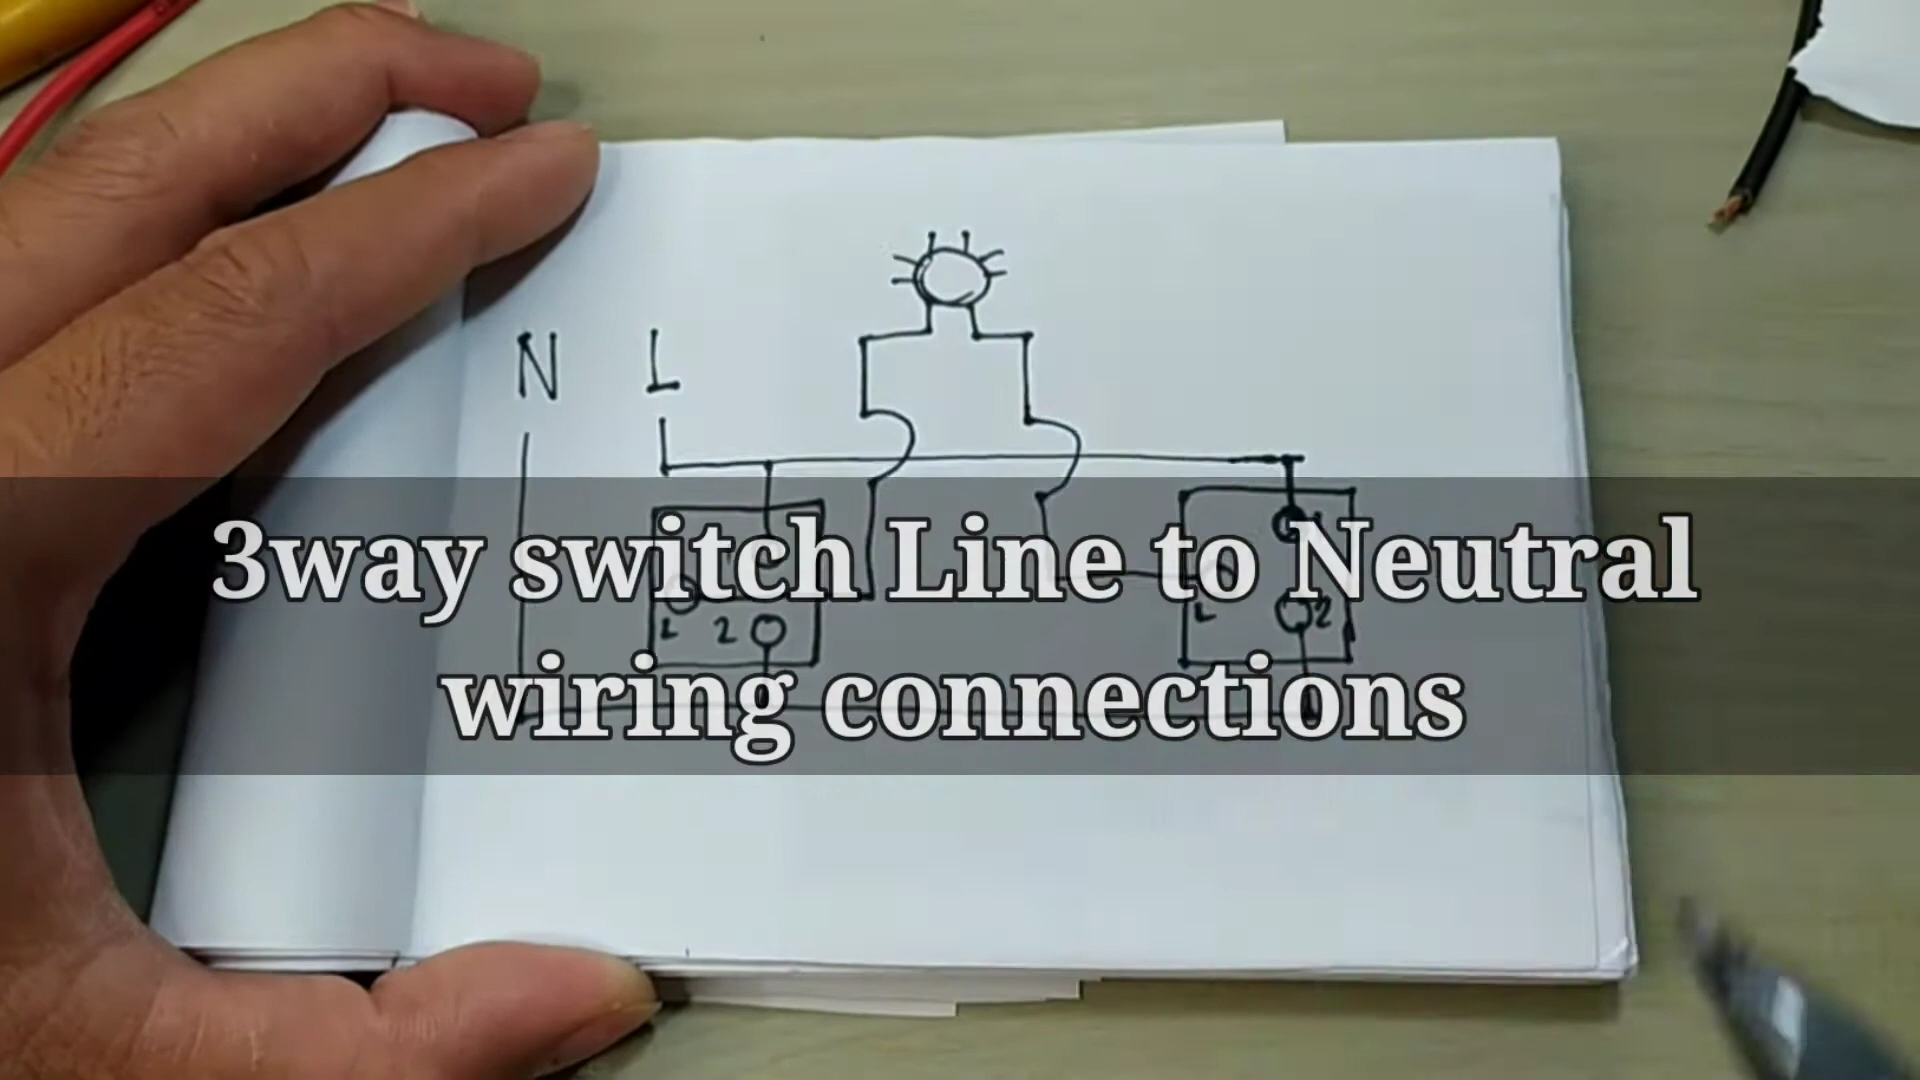 N L
3way switch Line to Neutral
wiring connections
L 2
L 2